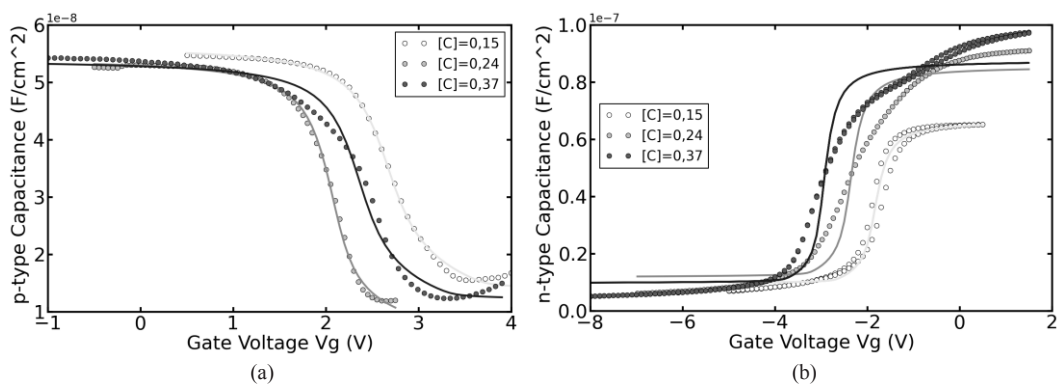 1e-8
6
5
4
3
2
1
p-type Capacitance (F/cm^2)
[C]=0,15
[C]=0,24
[C]=0,37
−1 0 1 2 3 4
Gate Voltage Vg (V)
(a)
1e-7
1.0
0.8
0.6
0.4
0.2
0.0
n-type Capacitance (F/cm^2)
[C]=0,15
[C]=0,24
[C]=0,37
−8 −6 −4 −2 0 2
Gate Voltage Vg (V)
(b)